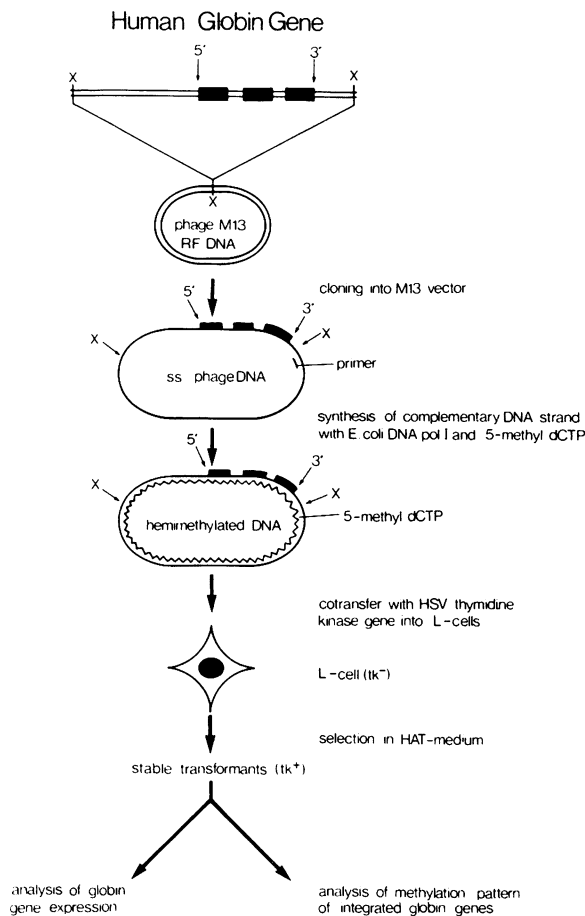 Human Globin Gene
5'
3'
X
X
X
phage M13
RF DNA
cloning into M13 vector
5'
3'
X
X
ss phage DNA
primer
synthesis of complementary DNA strand
with E. coli DNA pol I and 5-methyl dCTP
5'
3'
X
X
hemimethylated DNA
5-methyl dCTP
cotransfer with HSV thymidine
kinase gene into L-cells
L-cell (tk⁻)
selection in HAT-medium
stable transformants (tk⁺)
analysis of globin
gene expression
analysis of methylation pattern
of integrated globin genes